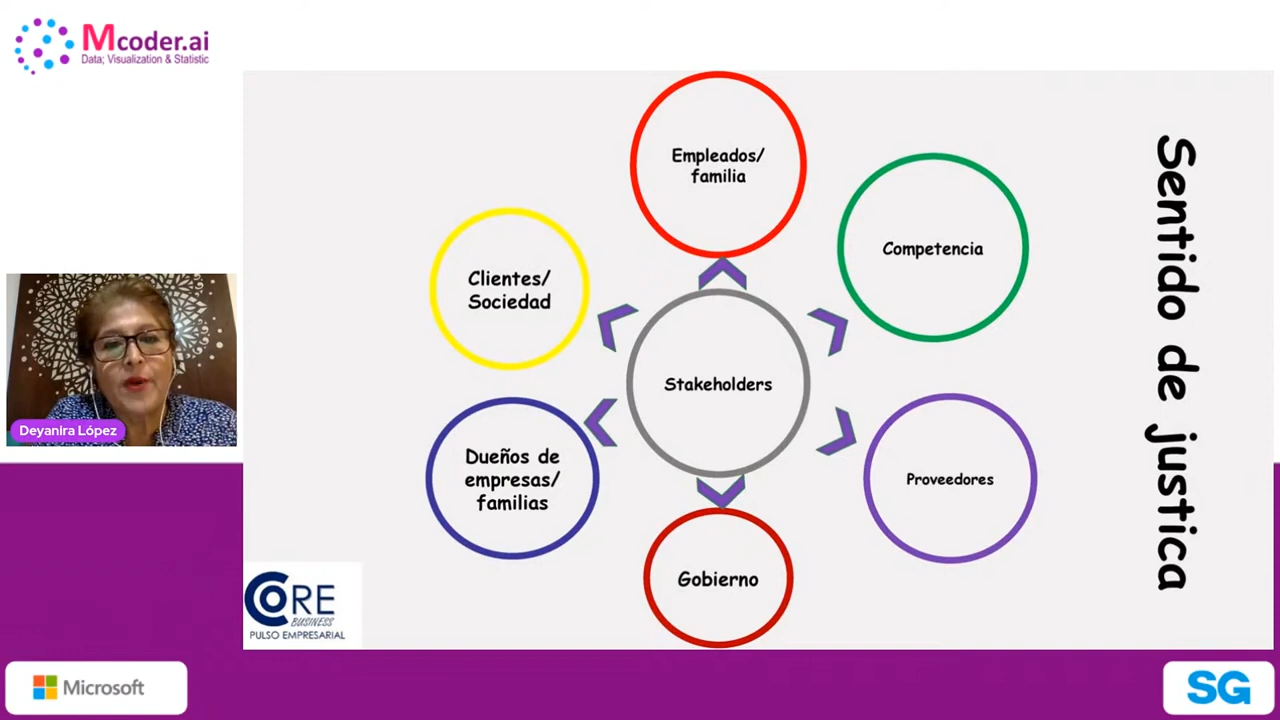 Mcoder.ai
Data; Visualization & Statistic
Empleados/
familia
Competencia
Clientes/
Sociedad
Stakeholders
Dueños de
empresas/
familias
Proveedores
Gobierno
Sentido de justica
Deyanira López
CORE
BUSINESS
PULSO EMPRESARIAL
Microsoft
SG